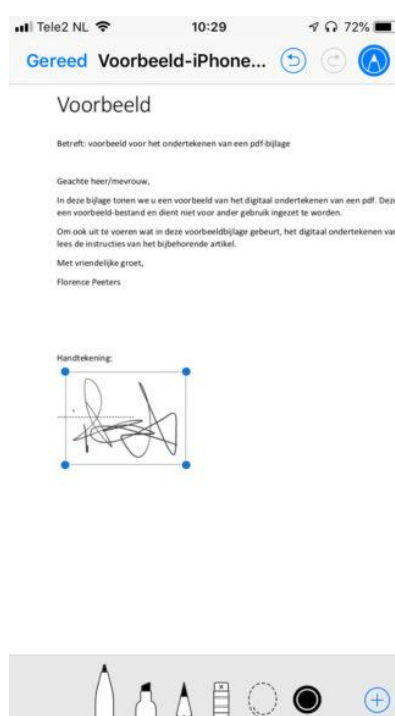 Tele2 NL 10:29 72%
Gereed Voorbeeld-iPhone...
Voorbeeld
Betreft: voorbeeld voor het ondertekenen van een pdf-bijlage
Geachte heer/mevrouw,
In deze bijlage tonen we u een voorbeeld van het digitaal ondertekenen van een pdf. Deze
een voorbeeld-bestand en dient niet voor ander gebruik ingezet te worden.
Om ook uit te voeren wat in deze voorbeeldbijlage gebeurt, het digitaal ondertekenen van
lees de instructies van het bijbehorende artikel.
Met vriendelijke groet,
Florence Peeters
Handtekening: